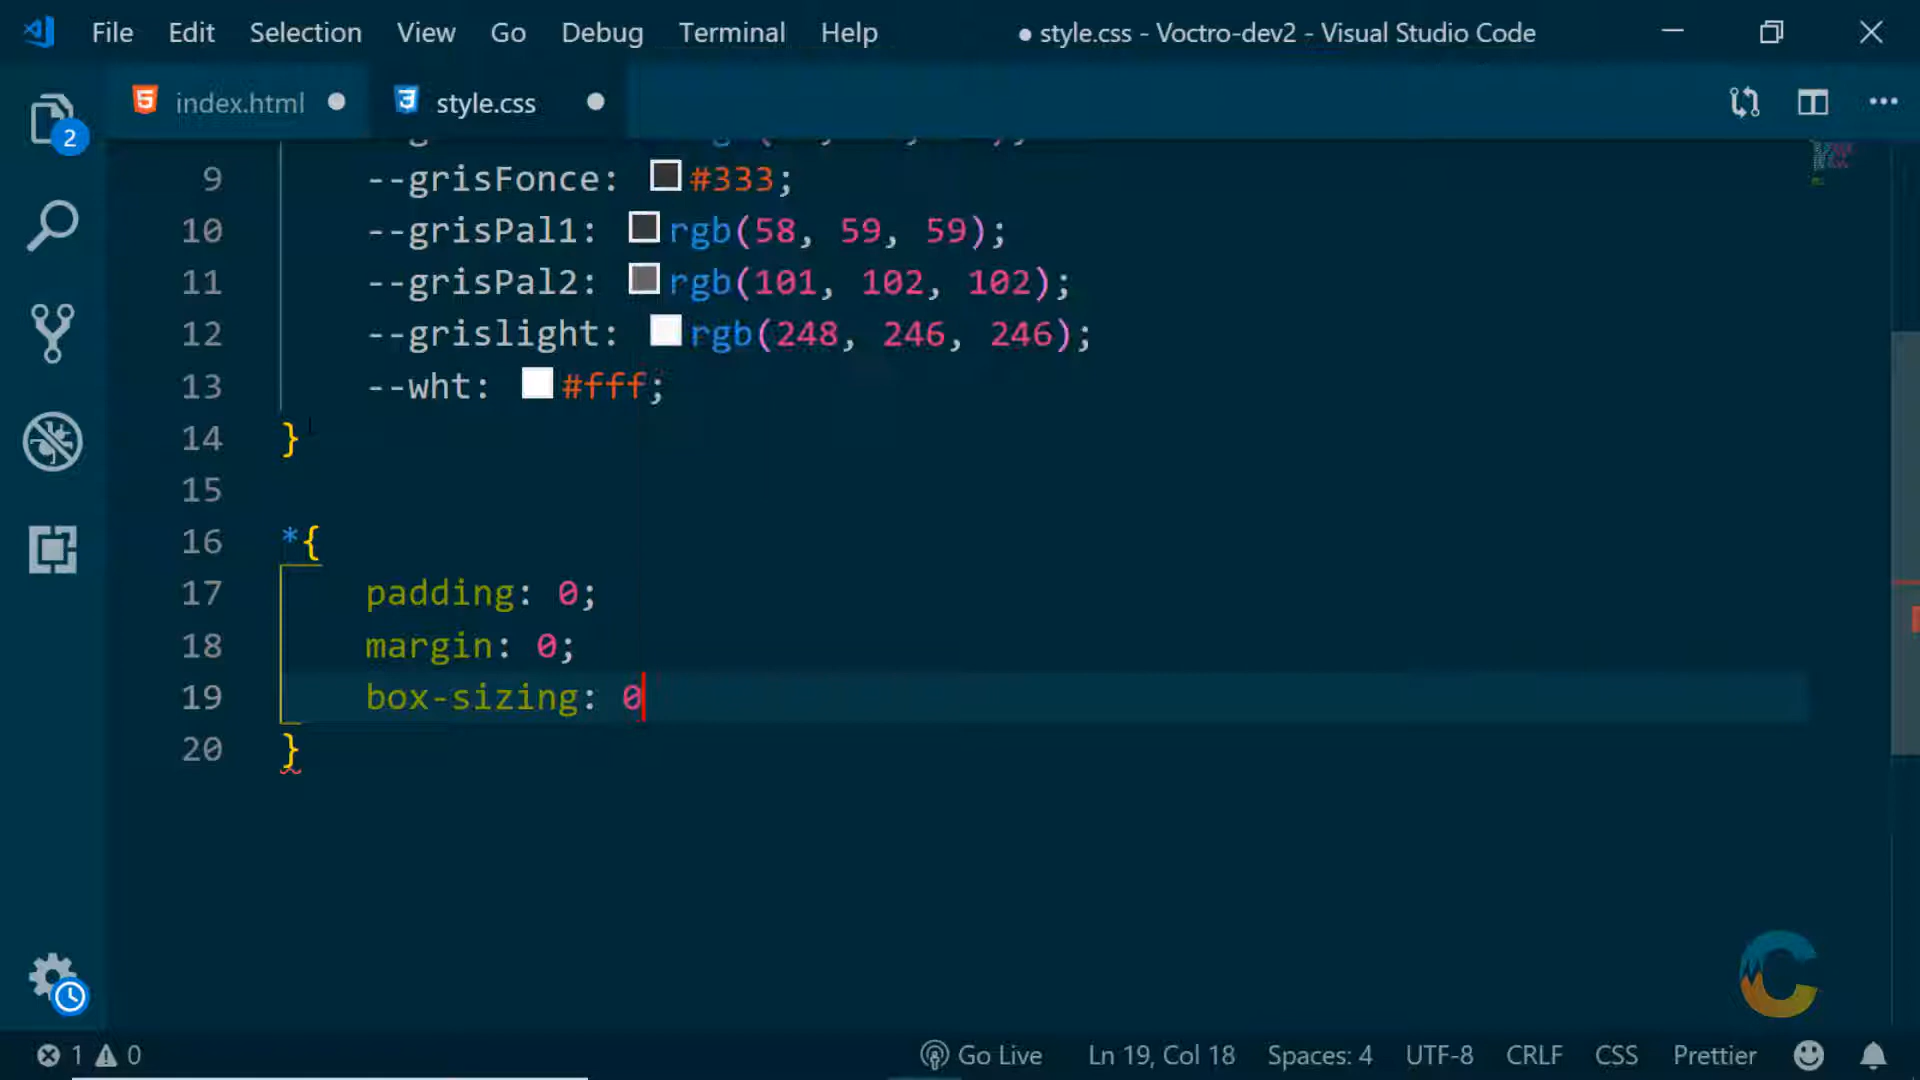 File Edit Selection View Go Debug Terminal Help ● style.css - Voctro-dev2 - Visual Studio Code
index.html style.css
2
9 --grisFonce: #333;
10 --grisPal1: rgb(58, 59, 59);
11 --grisPal2: rgb(101, 102, 102);
12 --grislight: rgb(248, 246, 246);
13 --wht: #fff;
14 }
15
16 *{
17 padding: 0;
18 margin: 0;
19 box-sizing: 0
20 }
1 0 Go Live Ln 19, Col 18 Spaces: 4 UTF-8 CRLF CSS Prettier